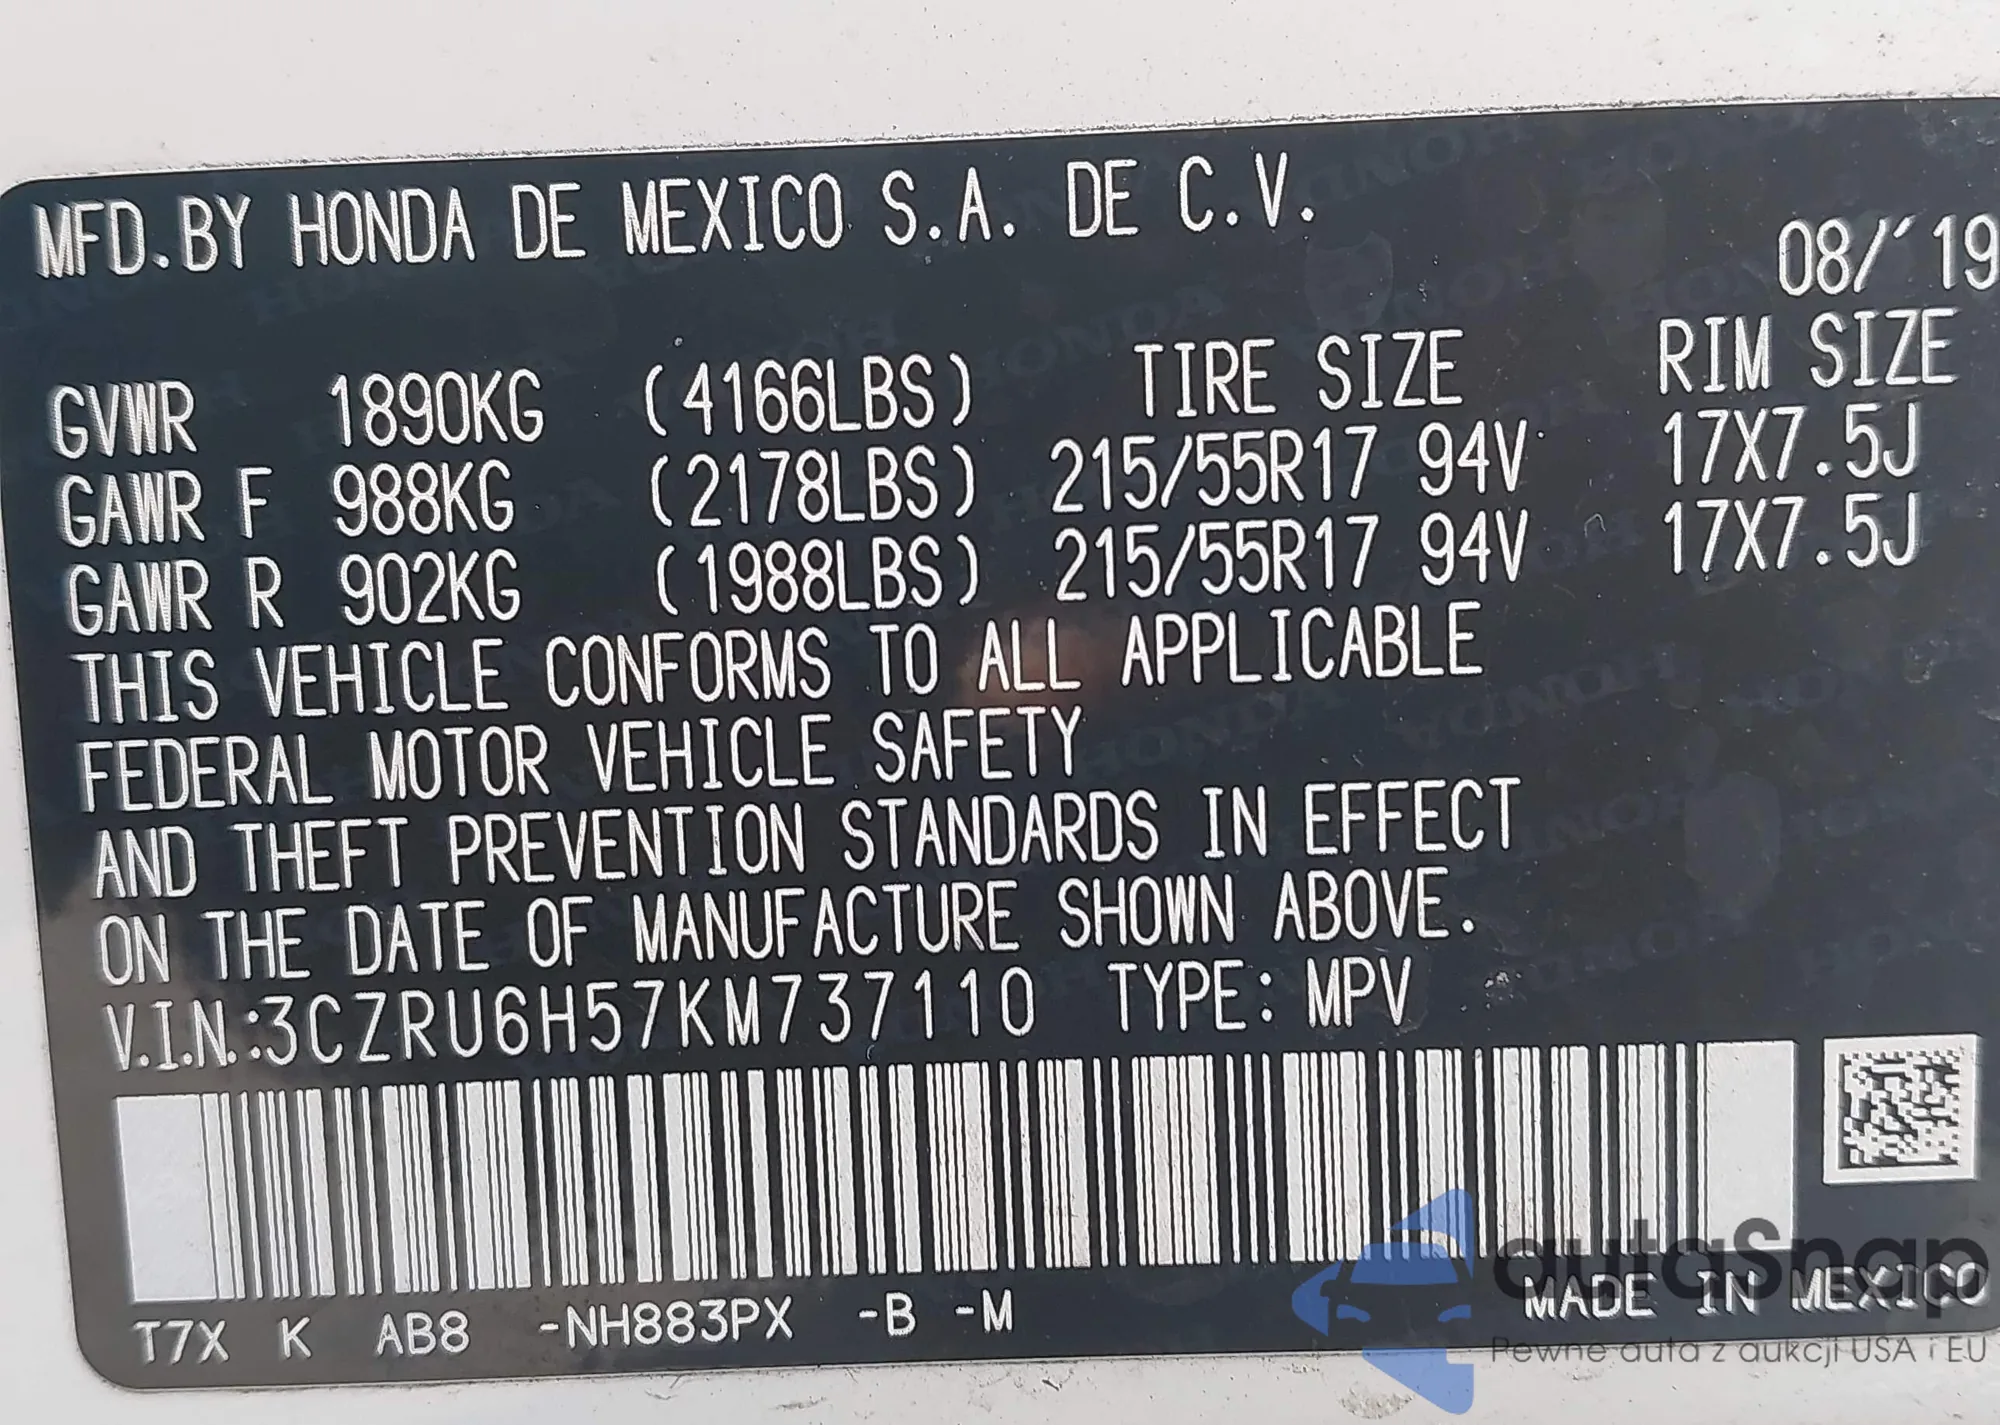 MFD. BY HONDA DE MEXICO S.A. DE C.V.
08/'19
GVWR 1890KG (4166LBS) TIRE SIZE RIM SIZE
GAWR F 988KG (2178LBS) 215/55R17 94V 17X7.5J
GAWR R 902KG (1988LBS) 215/55R17 94V 17X7.5J
THIS VEHICLE CONFORMS TO ALL APPLICABLE
FEDERAL MOTOR VEHICLE SAFETY
AND THEFT PREVENTION STANDARDS IN EFFECT
ON THE DATE OF MANUFACTURE SHOWN ABOVE.
V.I.N.:3CZRU6H57KM737110 TYPE: MPV
T7X K AB8 -NH883PX -B -M
MADE IN MEXICO
autaSnap
Pewne auta z aukcji USA i EU